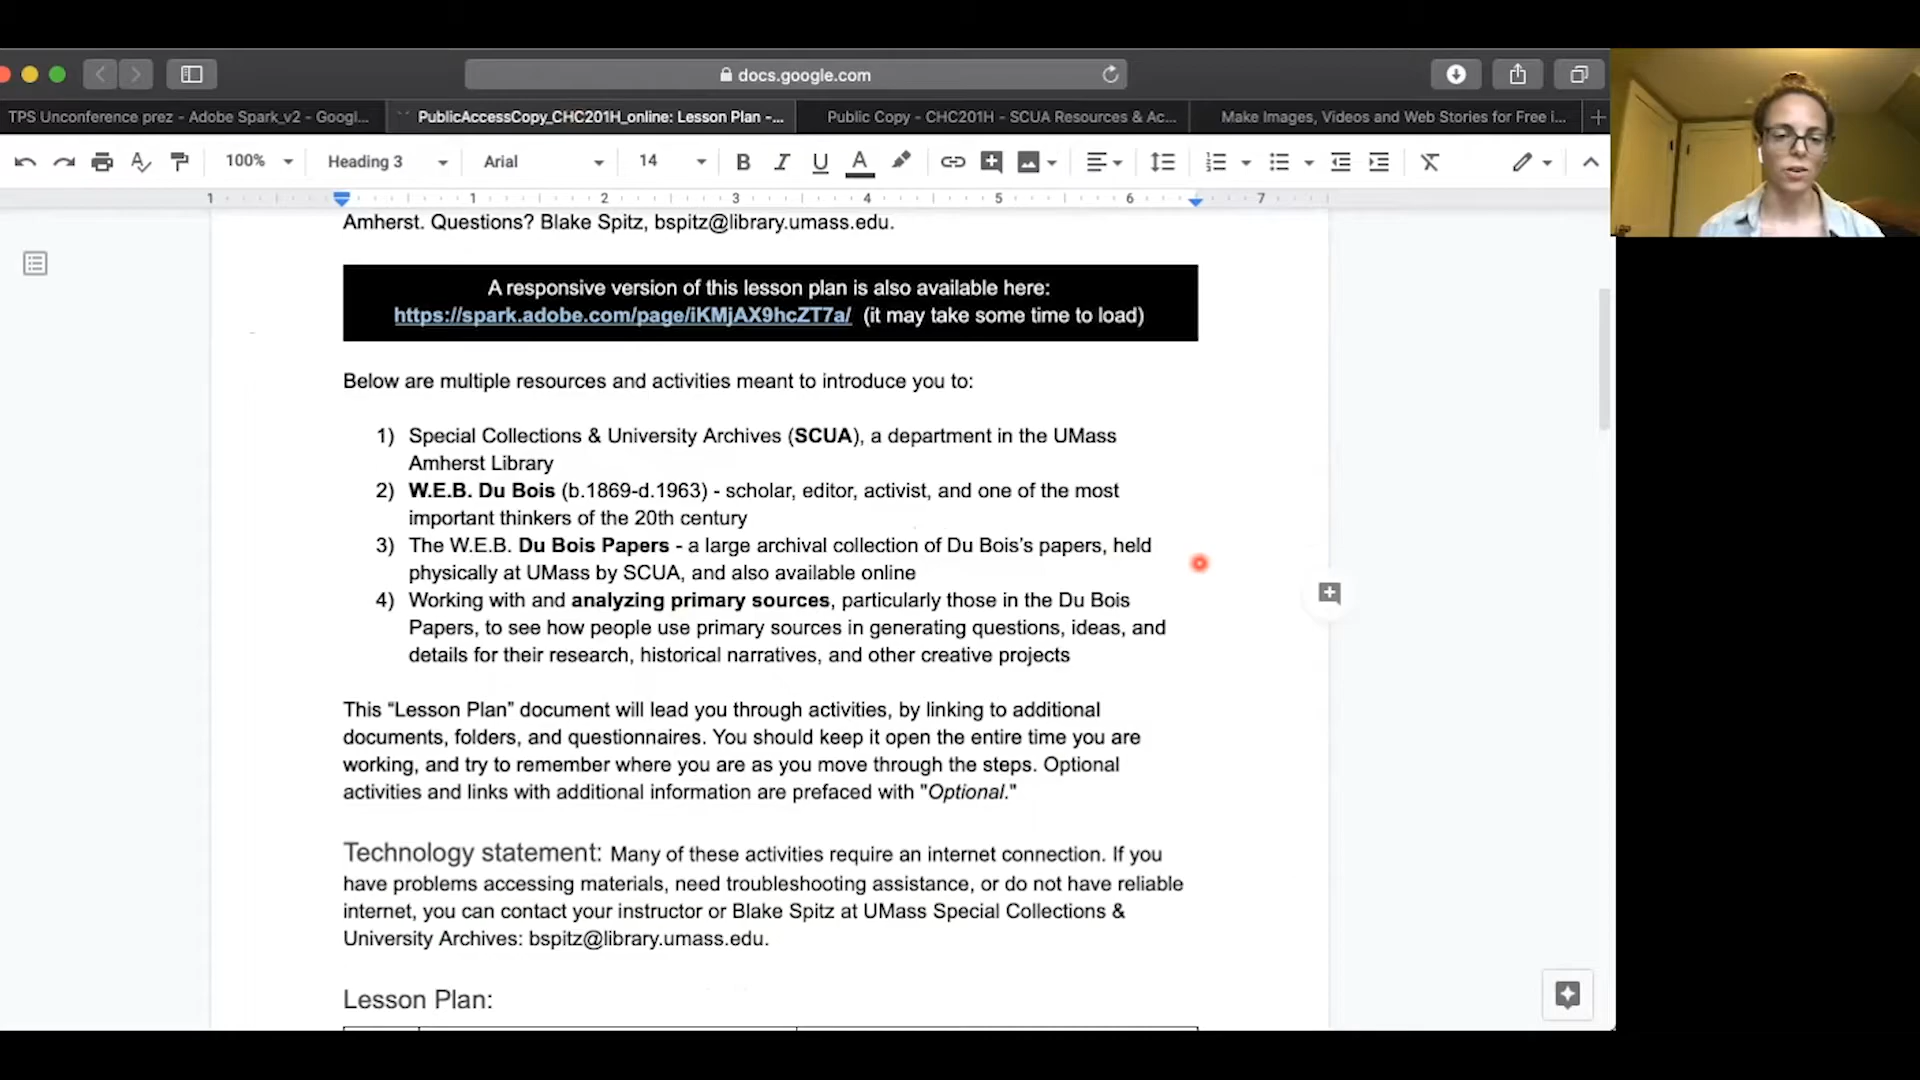 docs.google.com
TPS Unconference prez - Adobe Spark_v2 - Googl...
PublicAccessCopy_CHC201H_online: Lesson Plan -...
Public Copy - CHC201H - SCUA Resources & Ac...
Make Images, Videos and Web Stories for Free i...
100%
Heading 3
Arial
14
B I U A
1 1 2 3 4 5 6 7
Amherst. Questions? Blake Spitz, bspitz@library.umass.edu.
A responsive version of this lesson plan is also available here:
https://spark.adobe.com/page/iKMjAX9hcZT7a/ (it may take some time to load)
Below are multiple resources and activities meant to introduce you to:
1) Special Collections & University Archives (SCUA), a department in the UMass
Amherst Library
2) W.E.B. Du Bois (b.1869-d.1963) - scholar, editor, activist, and one of the most
important thinkers of the 20th century
3) The W.E.B. Du Bois Papers - a large archival collection of Du Bois's papers, held
physically at UMass by SCUA, and also available online
4) Working with and analyzing primary sources, particularly those in the Du Bois
Papers, to see how people use primary sources in generating questions, ideas, and
details for their research, historical narratives, and other creative projects
This “Lesson Plan” document will lead you through activities, by linking to additional
documents, folders, and questionnaires. You should keep it open the entire time you are
working, and try to remember where you are as you move through the steps. Optional
activities and links with additional information are prefaced with "Optional."
Technology statement: Many of these activities require an internet connection. If you
have problems accessing materials, need troubleshooting assistance, or do not have reliable
internet, you can contact your instructor or Blake Spitz at UMass Special Collections &
University Archives: bspitz@library.umass.edu.
Lesson Plan: